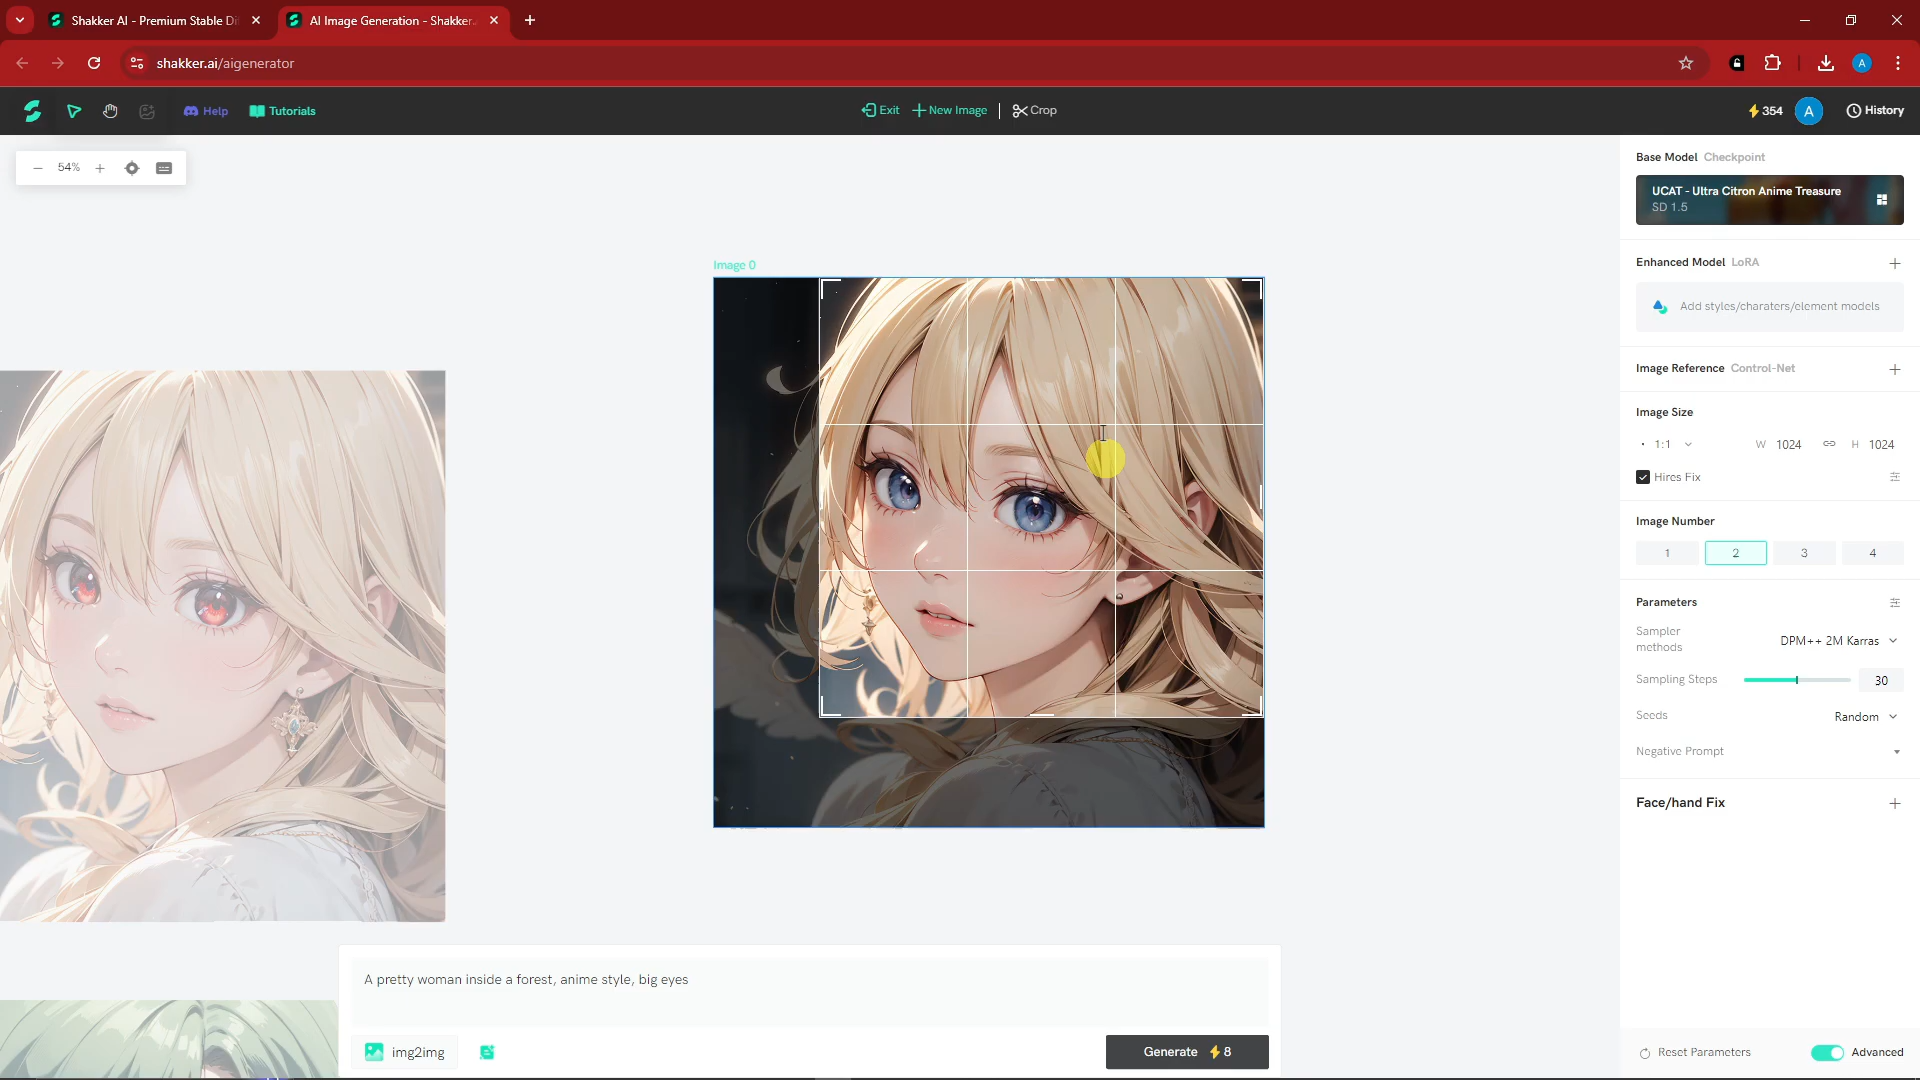 Shakker AI - Premium Stable Di
AI Image Generation - Shakker.
shakker.ai/aigenerator
A
Help
Tutorials
Exit
New Image
Crop
354
A
History
54%
Base Model Checkpoint
UCAT - Ultra Citron Anime Treasure
SD 1.5
Image 0
Enhanced Model LoRA
Add styles/charaters/element models
Image Reference Control-Net
Image Size
1:1
W 1024
H 1024
Hires Fix
Image Number
1
2
3
4
Parameters
Sampler methods
DPM++ 2M Karras
Sampling Steps
30
Seeds
Random
Negative Prompt
Face/hand Fix
A pretty woman inside a forest, anime style, big eyes
img2img
Generate 8
Reset Parameters
Advanced